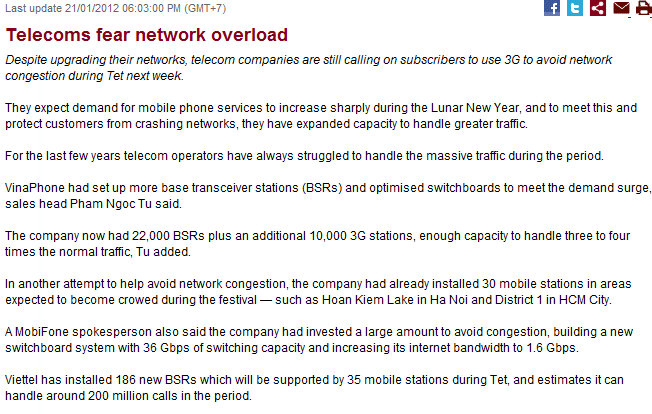 Last update 21/01/2012 06:03:00 PM (GMT+7)
Telecoms fear network overload
Despite upgrading their networks, telecom companies are still calling on subscribers to use 3G to avoid network
congestion during Tet next week.
They expect demand for mobile phone services to increase sharply during the Lunar New Year, and to meet this and
protect customers from crashing networks, they have expanded capacity to handle greater traffic.
For the last few years telecom operators have always struggled to handle the massive traffic during the period.
VinaPhone had set up more base transceiver stations (BSRs) and optimised switchboards to meet the demand surge,
sales head Pham Ngoc Tu said.
The company now had 22,000 BSRs plus an additional 10,000 3G stations, enough capacity to handle three to four
times the normal traffic, Tu added.
In another attempt to help avoid network congestion, the company had already installed 30 mobile stations in areas
expected to become crowed during the festival — such as Hoan Kiem Lake in Ha Noi and District 1 in HCM City.
A MobiFone spokesperson also said the company had invested a large amount to avoid congestion, building a new
switchboard system with 36 Gbps of switching capacity and increasing its internet bandwidth to 1.6 Gbps.
Viettel has installed 186 new BSRs which will be supported by 35 mobile stations during Tet, and estimates it can
handle around 200 million calls in the period.